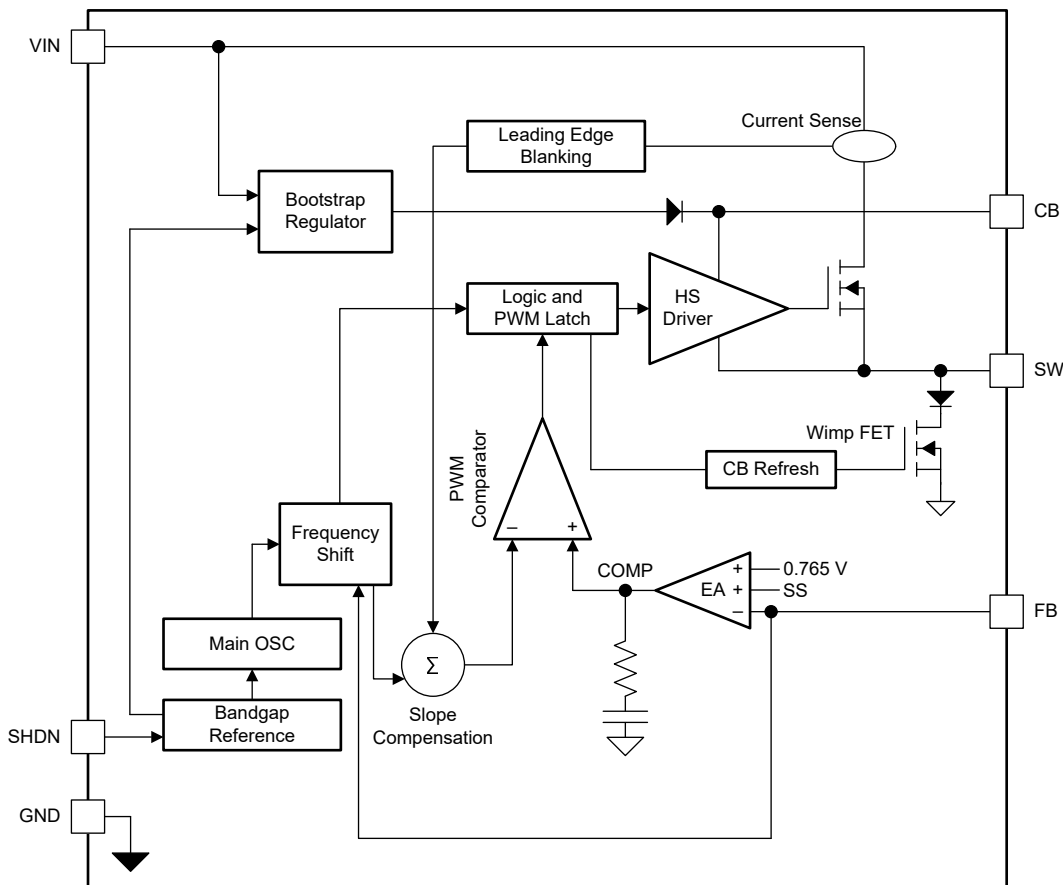 VIN
Current Sense
Leading Edge
Blanking
Bootstrap
Regulator
CB
Logic and
PWM Latch
HS
Driver
SW
Wimp FET
CB Refresh
PWM
Comparator
–
+
Frequency
Shift
COMP
EA
+
0.765 V
+
SS
–
FB
Main OSC
Σ
Slope
Compensation
Bandgap
Reference
SHDN
GND